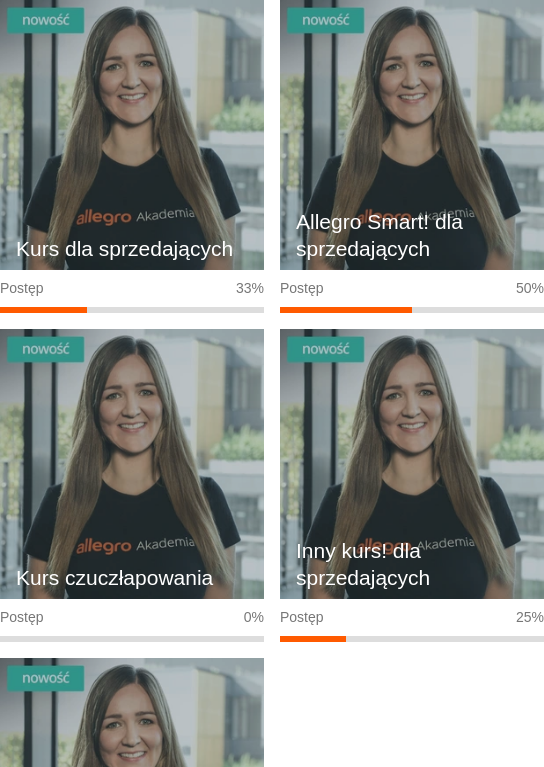 nowość
allegro Akademia
Kurs dla sprzedających
Postęp 33%
nowość
allegro Akademia
Allegro Smart! dla
sprzedających
Postęp 50%
nowość
allegro Akademia
Kurs czuczłapowania
Postęp 0%
nowość
allegro Akademia
Inny kurs! dla
sprzedających
Postęp 25%
nowość